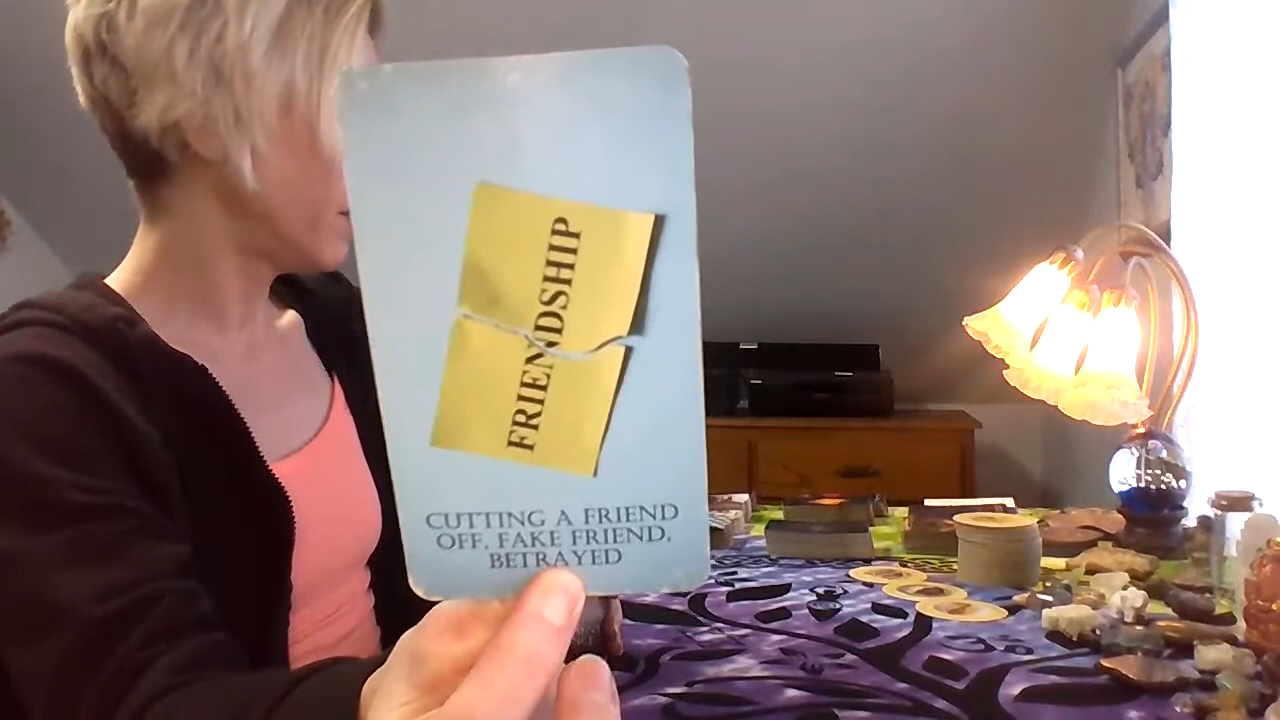 FRIENDSHIP
CUTTING A FRIEND
OFF, FAKE FRIEND,
BETRAYED